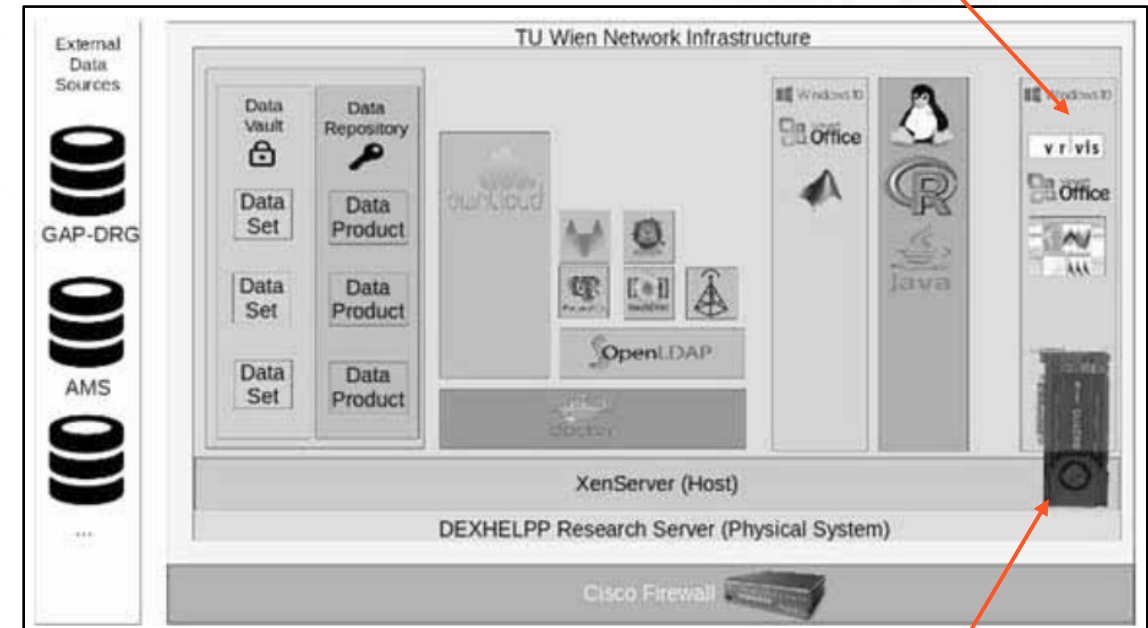 TU Wien Network Infrastructure
External
Data
Sources
GAP-DRG
AMS
...
Data
Vault
Data
Set
Data
Set
Data
Set
Data
Repository
Data
Product
Data
Product
Data
Product
ownCloud
OpenLDAP
docker
Windows 10
Office
R
Java
Windows 10
vrvis
Office
XenServer (Host)
DEXHELPP Research Server (Physical System)
Cisco Firewall